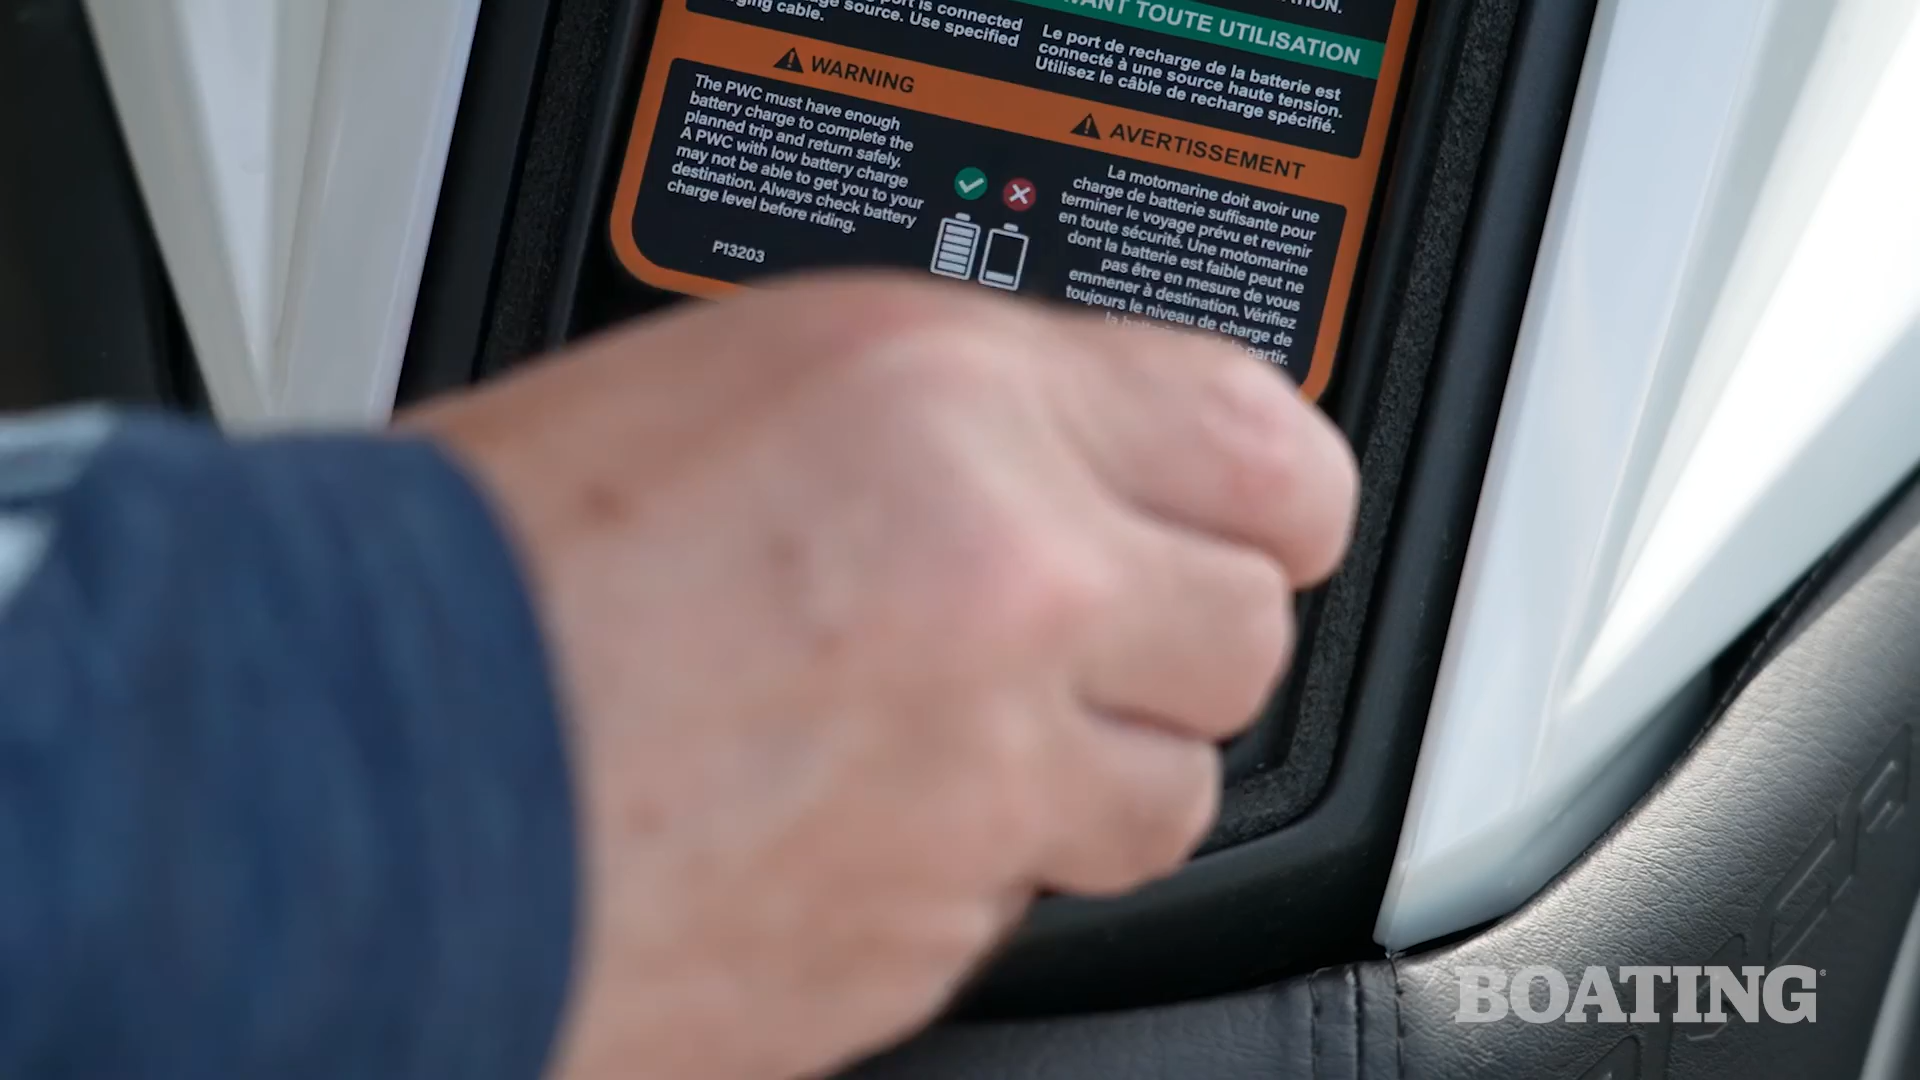 port is connected
source. Use specified
cable.
TOUTE UTILISATION
Le port de recharge de la batterie est
connecté à une source haute tension.
Utilisez le câble de recharge spécifié.
WARNING
The PWC must have enough
battery charge to complete the
planned trip and return safely.
A PWC with low battery charge
may not be able to get you to your
destination. Always check battery
charge level before riding.
P13203
AVERTISSEMENT
La motomarine doit avoir une
charge de batterie suffisante pour
terminer le voyage prévu et revenir
en toute sécurité. Une motomarine
dont la batterie est faible peut ne
pas être en mesure de vous
emmener à destination. Vérifiez
toujours le niveau de charge de
la
partir.
BOATING